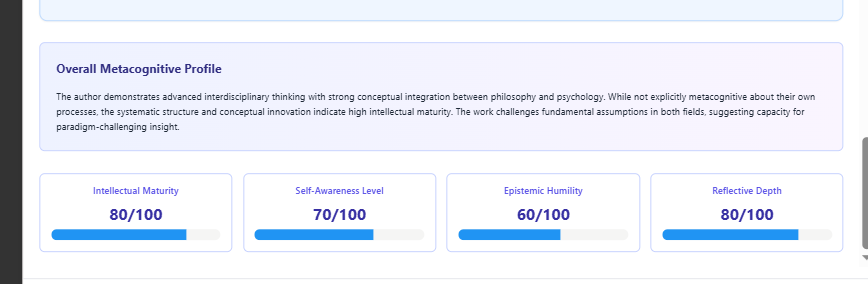 Overall Metacognitive Profile
The author demonstrates advanced interdisciplinary thinking with strong conceptual integration between philosophy and psychology. While not explicitly metacognitive about their own
processes, the systematic structure and conceptual innovation indicate high intellectual maturity. The work challenges fundamental assumptions in both fields, suggesting capacity for
paradigm-challenging insight.
Intellectual Maturity
80/100
Self-Awareness Level
70/100
Epistemic Humility
60/100
Reflective Depth
80/100